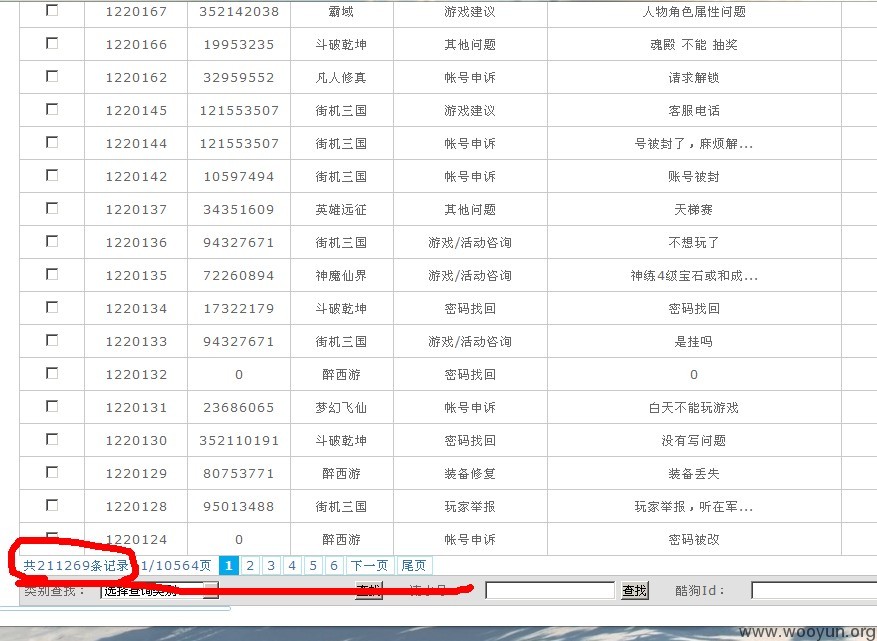 1220167 352142038 霸域 游戏建议 人物角色属性问题
1220166 19953235 斗破乾坤 其他问题 魂殿 不能 抽奖
1220162 32959552 凡人修真 帐号申诉 请求解锁
1220145 121553507 街机三国 游戏建议 客服电话
1220144 121553507 街机三国 帐号申诉 号被封了，麻烦解...
1220142 10597494 街机三国 帐号申诉 账号被封
1220137 34351609 英雄远征 其他问题 天梯赛
1220136 94327671 街机三国 游戏/活动咨询 不想玩了
1220135 72260894 神魔仙界 游戏/活动咨询 神练4级宝石或和成...
1220134 17322179 斗破乾坤 密码找回 密码找回
1220133 94327671 街机三国 游戏/活动咨询 是挂吗
1220132 0 醉西游 密码找回 0
1220131 23686065 梦幻飞仙 帐号申诉 白天不能玩游戏
1220130 352110191 斗破乾坤 密码找回 没有写问题
1220129 80753771 醉西游 装备修复 装备丢失
1220128 95013488 街机三国 玩家举报 玩家举报，听在军...
1220124 0 醉西游 帐号申诉 密码被改
共211269条记录 1/10564页 1 2 3 4 5 6 下一页 尾页
类别查找： 选择查询类别 查找 查找 酷狗Id：
www.wooyun.org